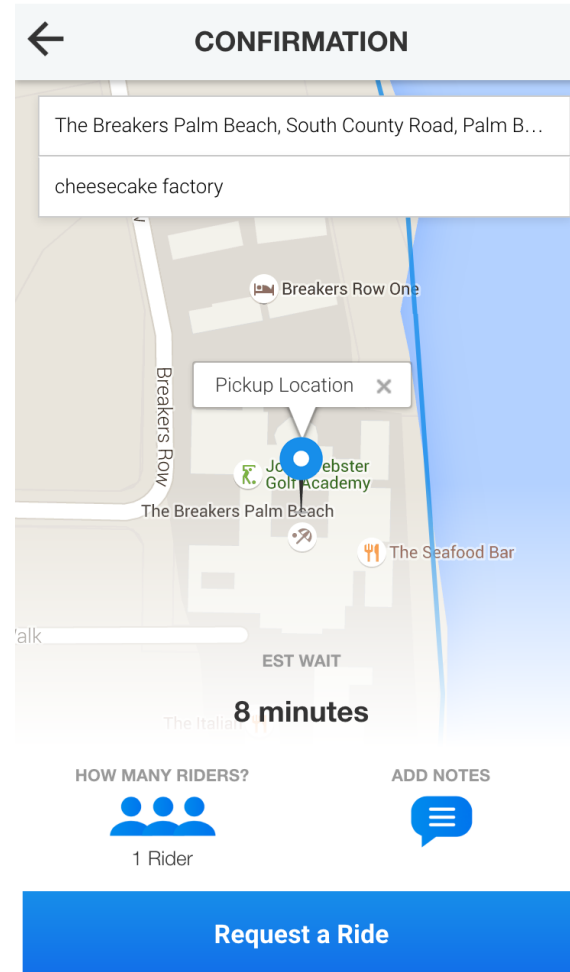 CONFIRMATION
The Breakers Palm Beach, South County Road, Palm B...
cheesecake factory
Breakers Row One
Pickup Location
Breakers Row
Golf Academy
The Breakers Palm Beach
The Seafood Bar
EST WAIT
8 minutes
The Italian
HOW MANY RIDERS?
ADD NOTES
1 Rider
Request a Ride